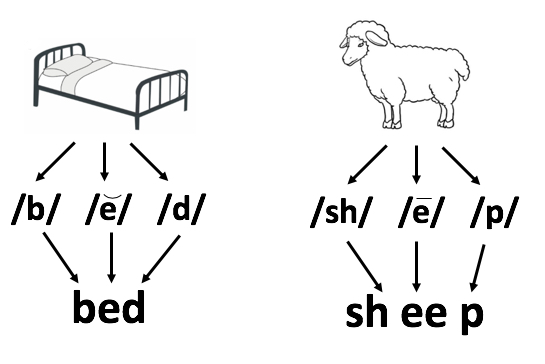 /b/ /ĕ/ /d/ /sh/ /ē/ /p/
bed sh ee p